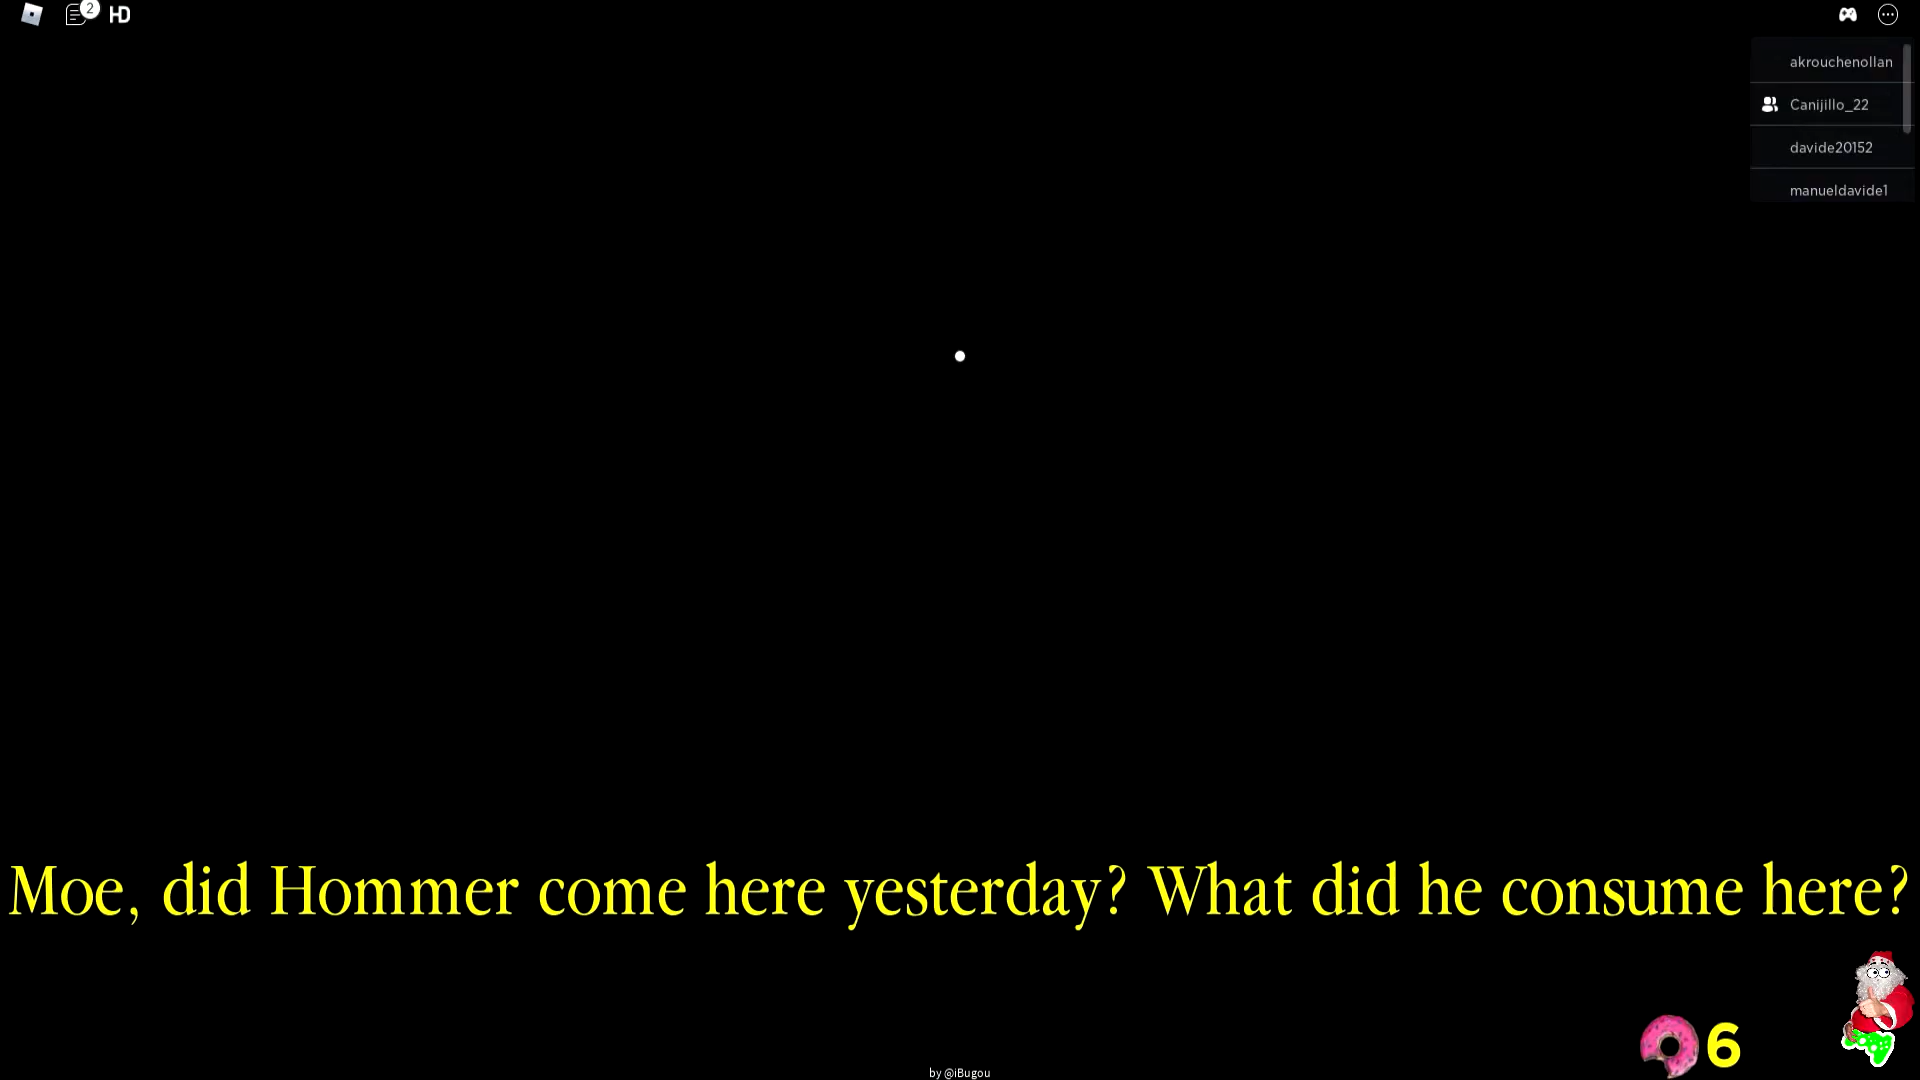 2 HD
akrouchenollan
Canijillo_22
davide20152
manueldavide1
Moe, did Hommer come here yesterday? What did he consume here?
6
by @iBugou